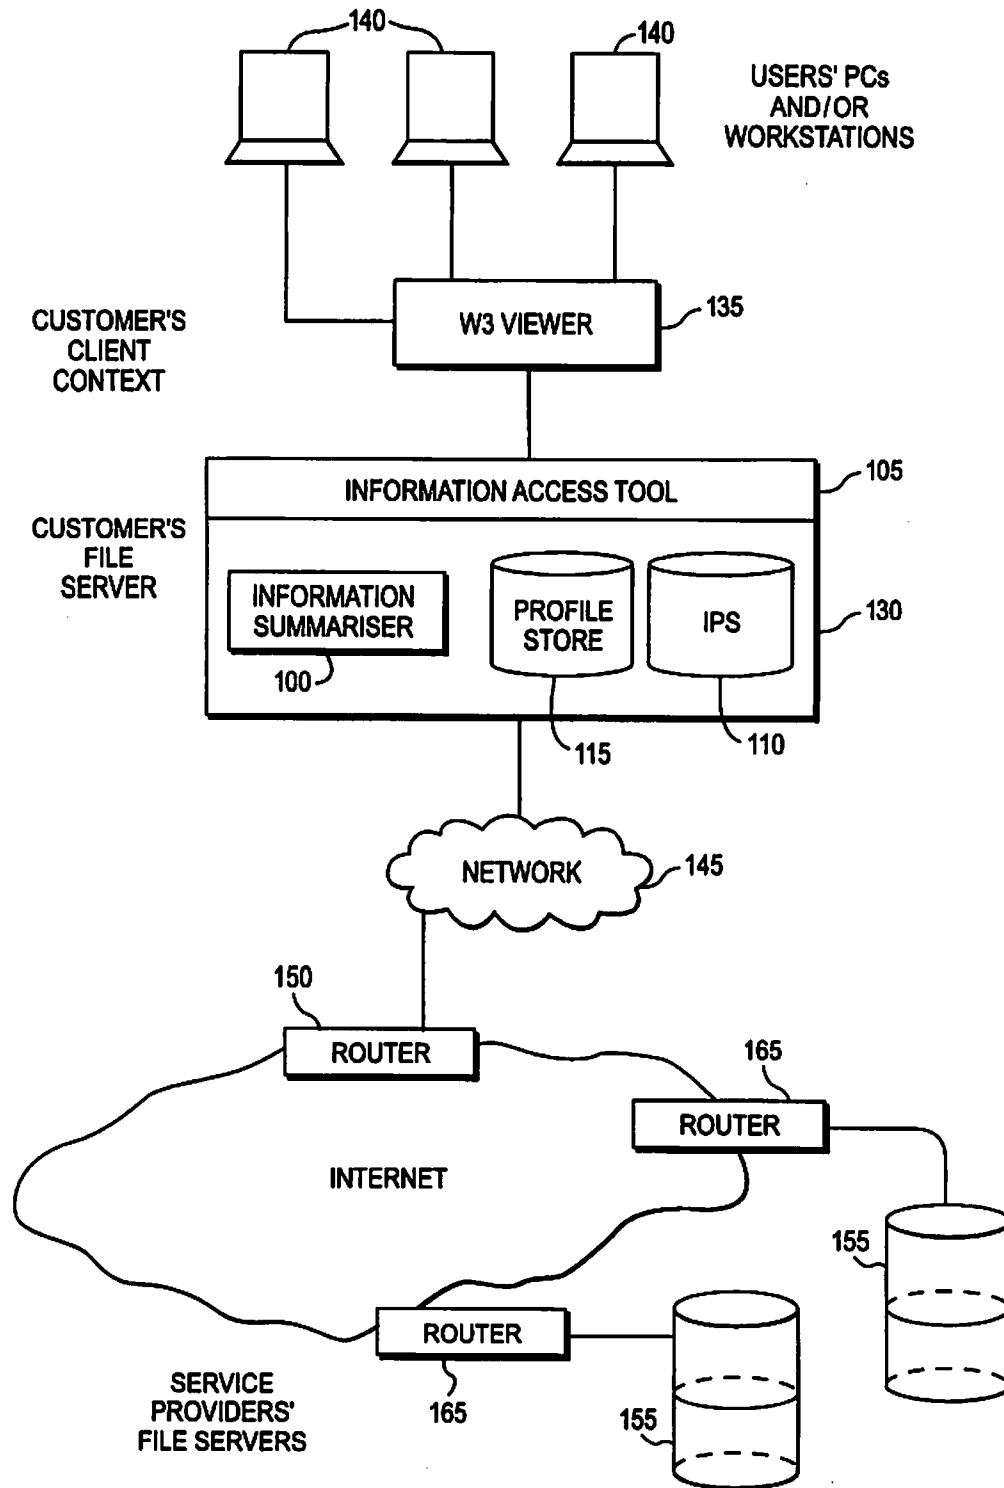 140
140
USERS' PCs
AND/OR
WORKSTATIONS
W3 VIEWER
135
CUSTOMER'S
CLIENT
CONTEXT
INFORMATION ACCESS TOOL
105
CUSTOMER'S
FILE
SERVER
INFORMATION
SUMMARISER
100
PROFILE
STORE
115
IPS
110
130
NETWORK
145
150
ROUTER
165
ROUTER
INTERNET
155
ROUTER
165
155
SERVICE
PROVIDERS'
FILE SERVERS